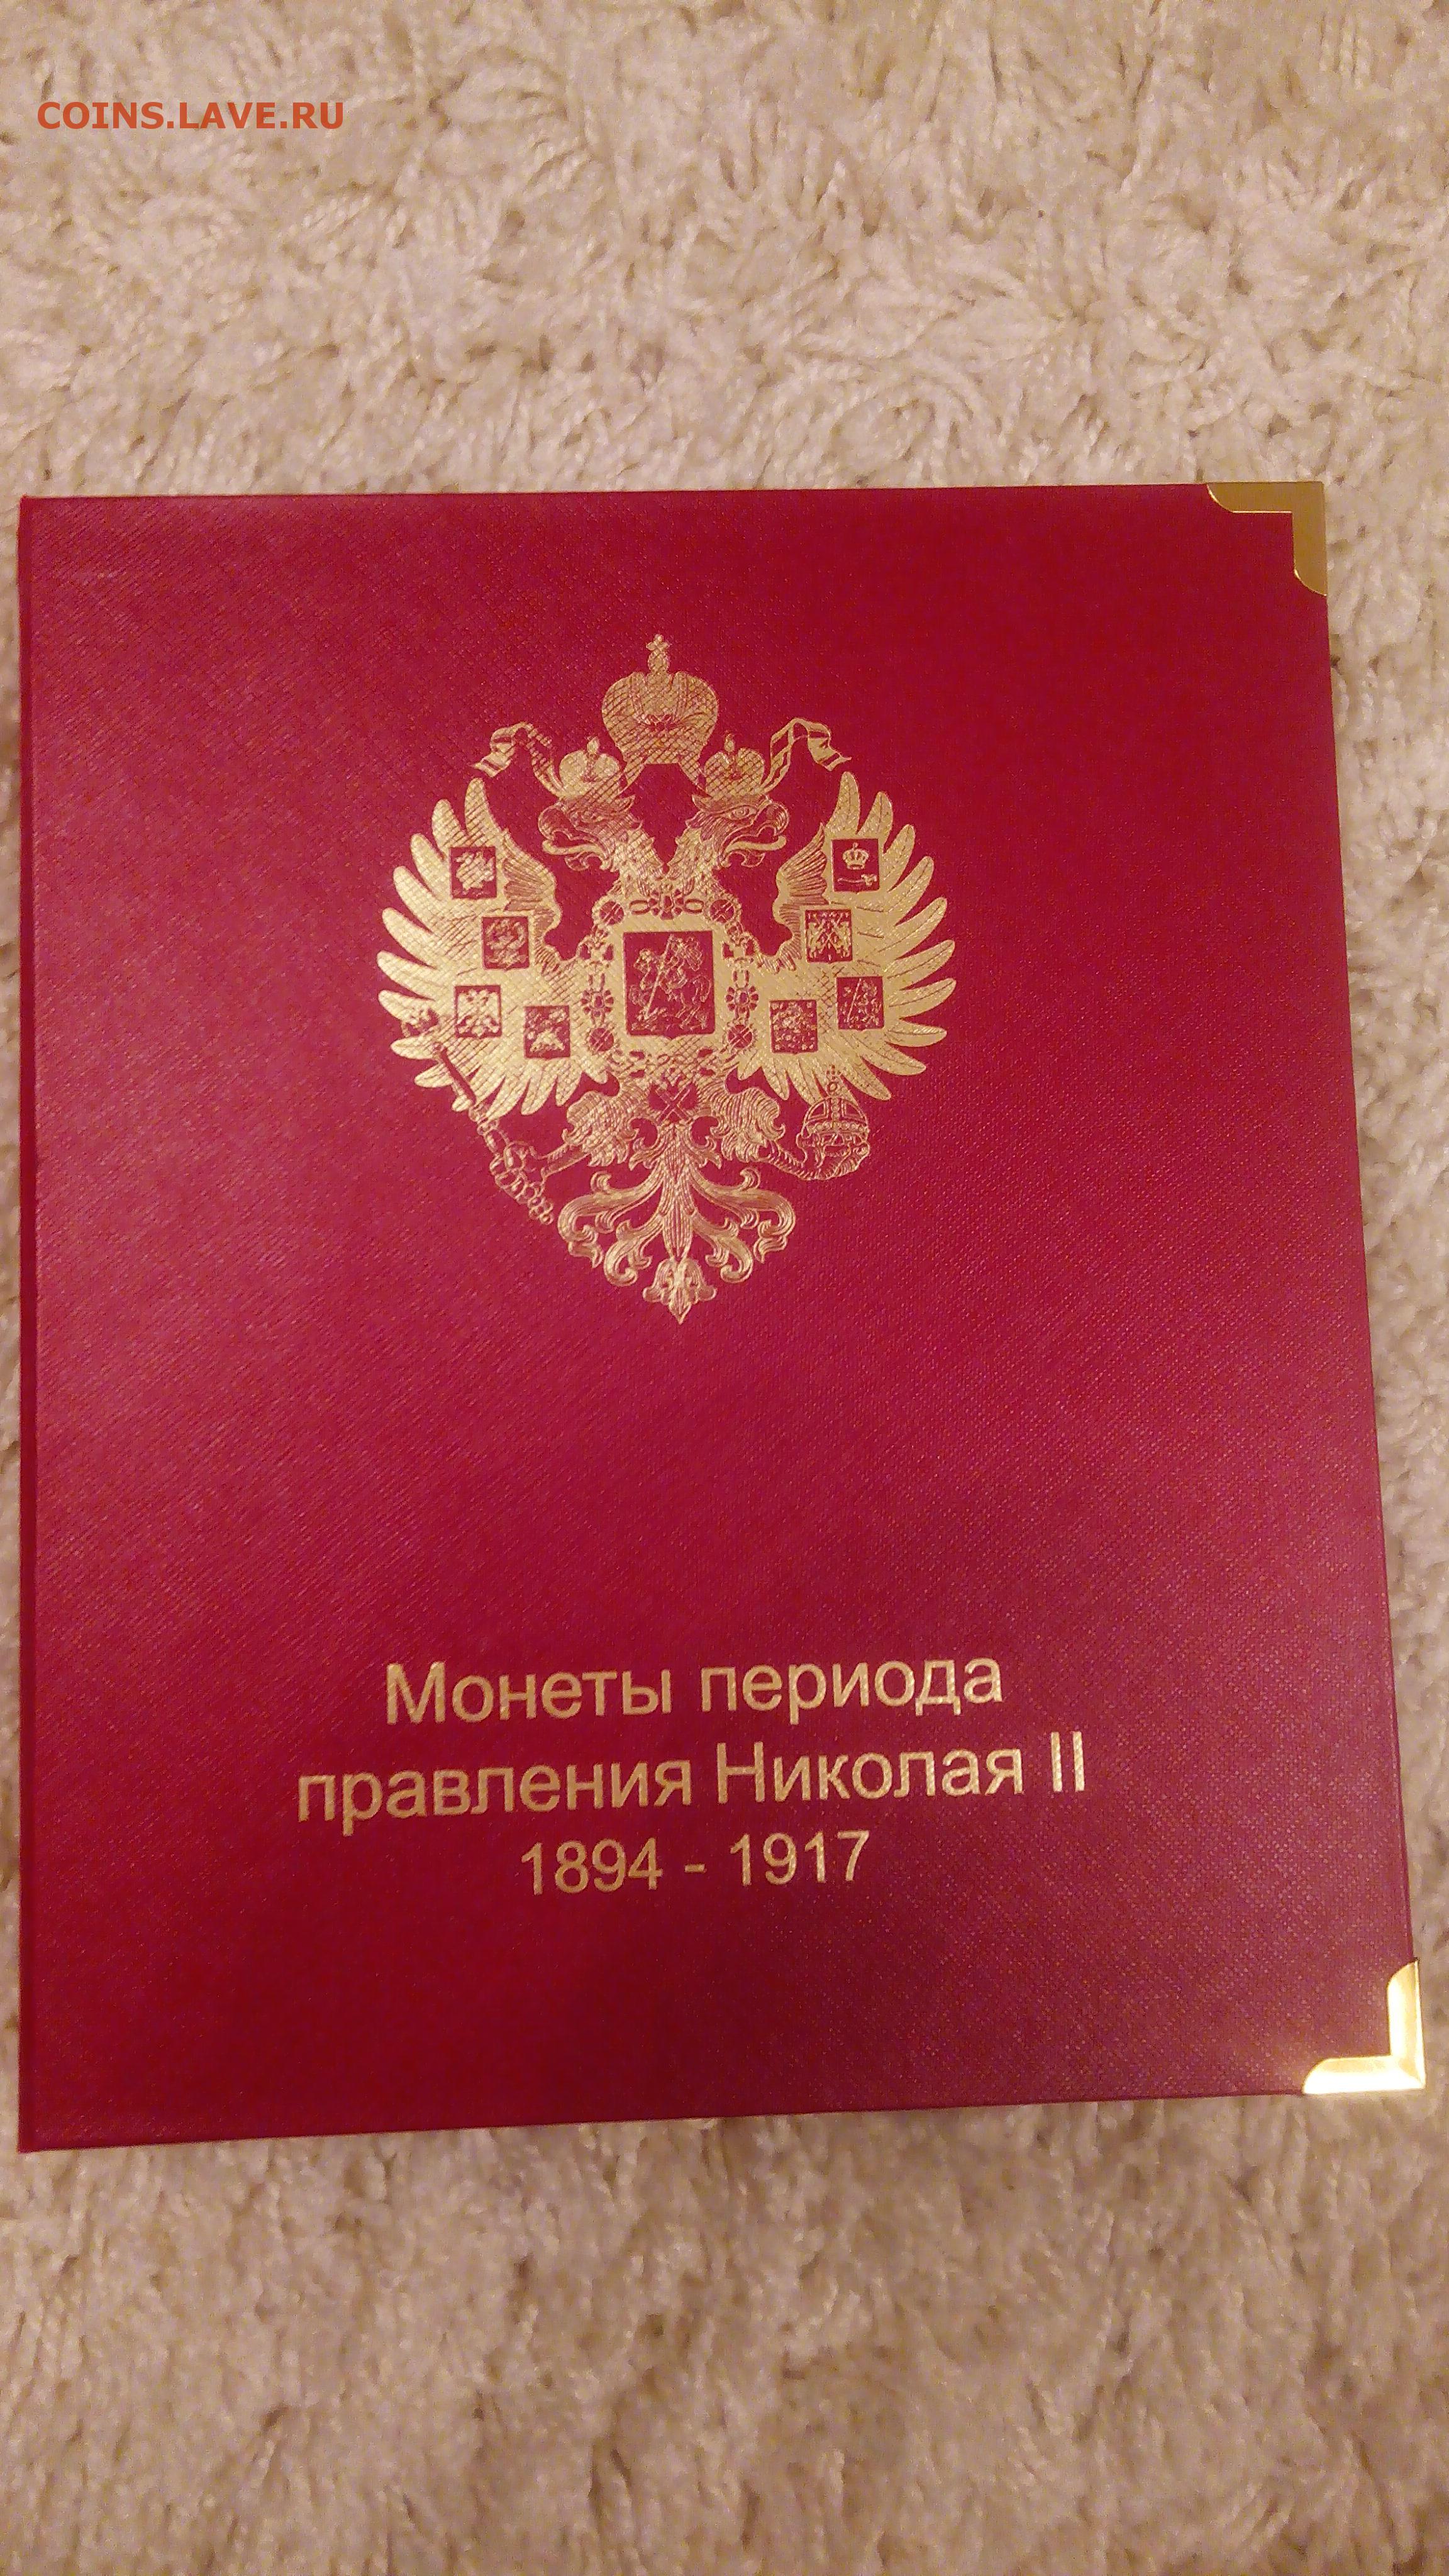 COINS.LAVE.RU
Монеты периода
правления Николая II
1894 - 1917